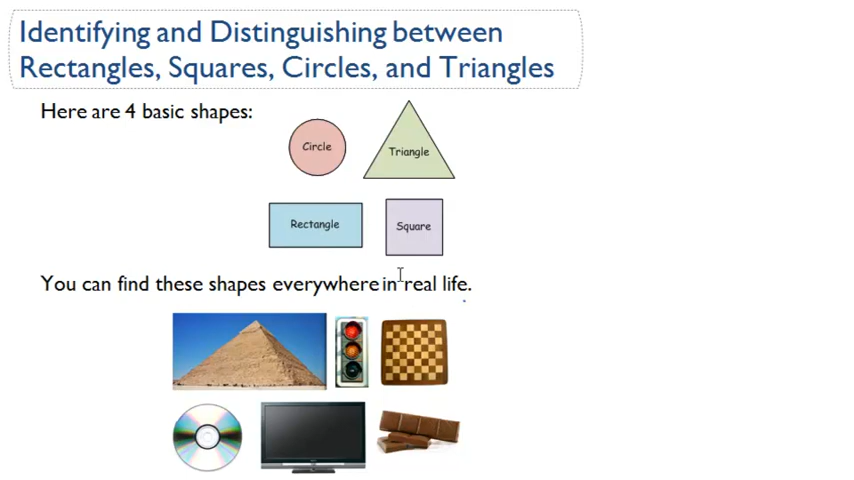 Identifying and Distinguishing between
Rectangles, Squares, Circles, and Triangles
Here are 4 basic shapes:
Circle
Triangle
Rectangle
Square
You can find these shapes everywhere in real life.